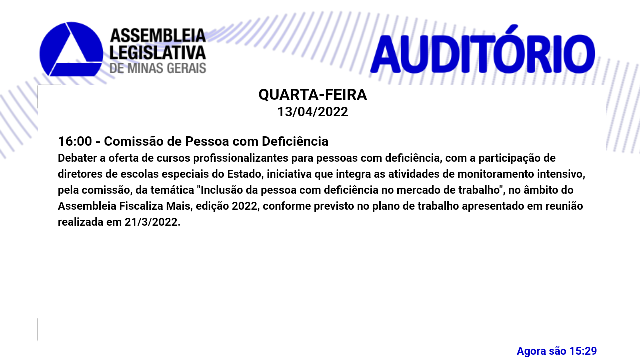 ASSEMBLEIA
LEGISLATIVA
DE MINAS GERAIS
AUDITÓRIO
QUARTA-FEIRA
13/04/2022
16:00 - Comissão de Pessoa com Deficiência
Debater a oferta de cursos profissionalizantes para pessoas com deficiência, com a participação de
diretores de escolas especiais do Estado, iniciativa que integra as atividades de monitoramento intensivo,
pela comissão, da temática "Inclusão da pessoa com deficiência no mercado de trabalho", no âmbito do
Assembleia Fiscaliza Mais, edição 2022, conforme previsto no plano de trabalho apresentado em reunião
realizada em 21/3/2022.
Agora são 15:29